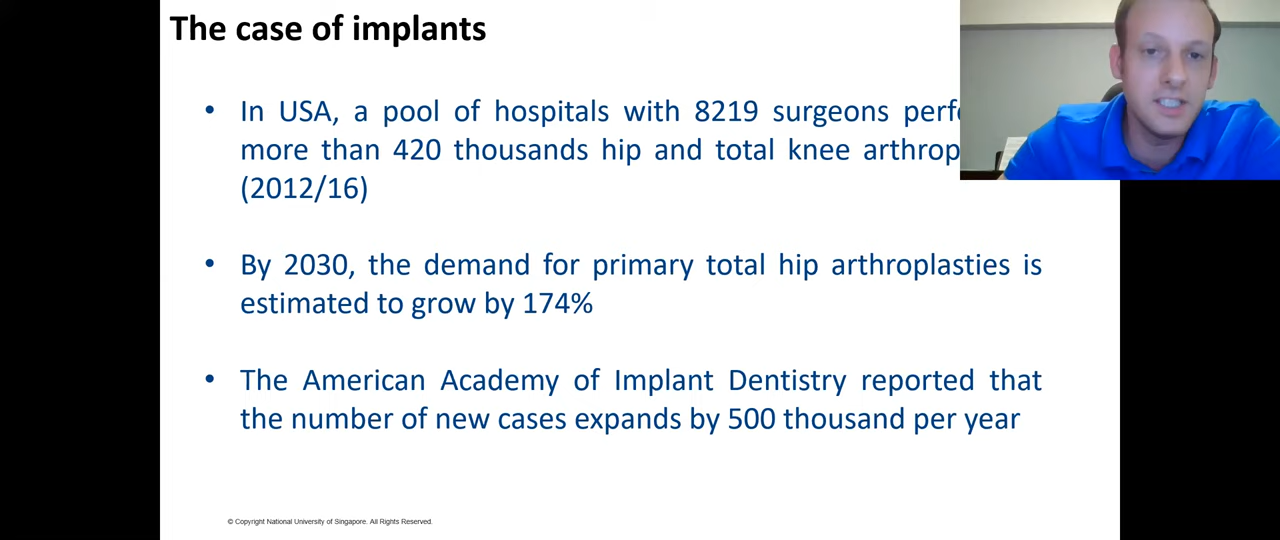 The case of implants
• In USA, a pool of hospitals with 8219 surgeons
more than 420 thousands hip and total knee
(2012/16)
• By 2030, the demand for primary total hip arthroplasties is
estimated to grow by 174%
• The American Academy of Implant Dentistry reported that
the number of new cases expands by 500 thousand per year
© Copyright National University of Singapore. All Rights Reserved.